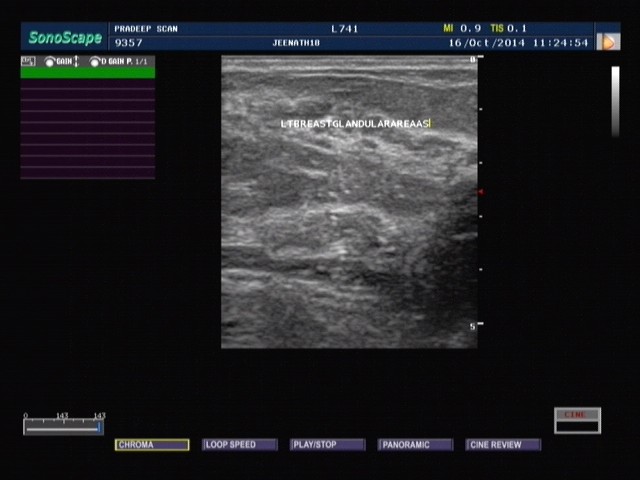 SonoScape
PRADEEP SCAN L741 MI 0.9 TIS 0.1
9357 JEENATH18 16/Oct/2014 11:24:54
GAIN D GAIN P. 1/1
0
LTBREASTGLANDULARAREAAS
5
0 143 143
CINE
CHROMA LOOP SPEED PLAY/STOP PANORAMIC CINE REVIEW